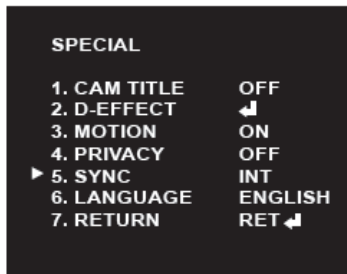 SPECIAL
1. CAM TITLE OFF
2. D-EFFECT ↲
3. MOTION ON
4. PRIVACY OFF
▶ 5. SYNC INT
6. LANGUAGE ENGLISH
7. RETURN RET↲